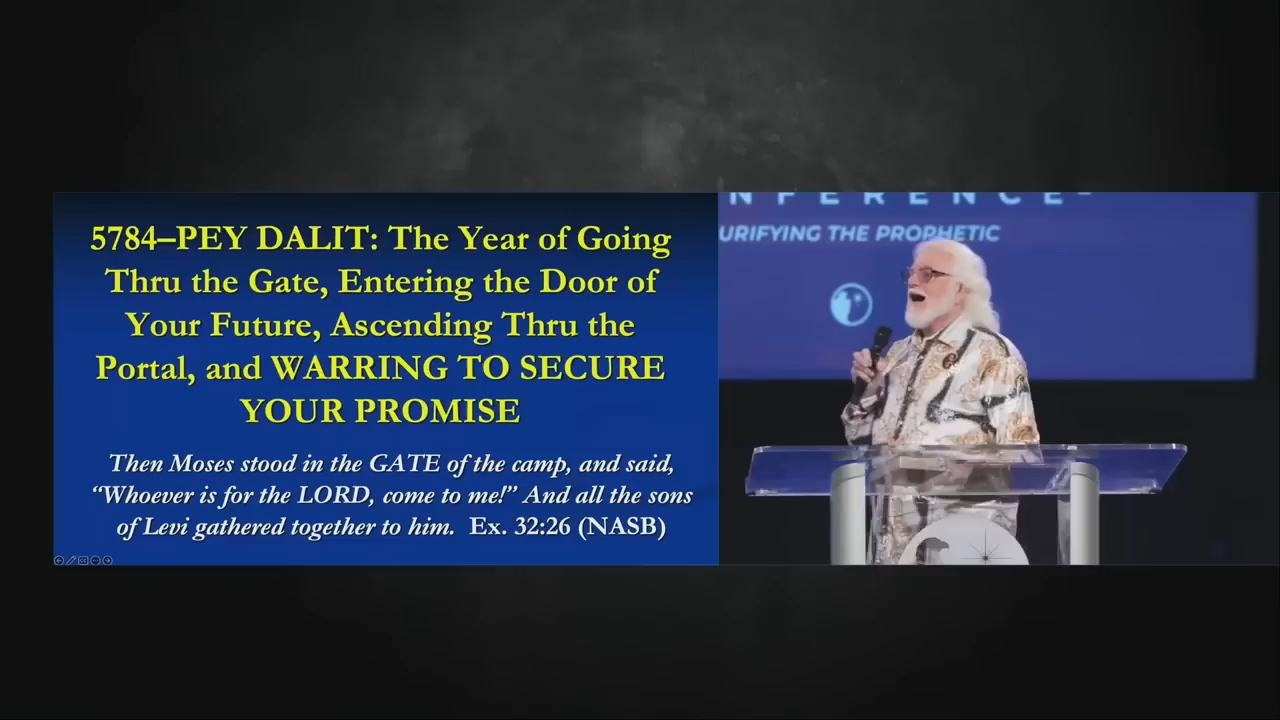 5784–PEY DALIT: The Year of Going
Thru the Gate, Entering the Door of
Your Future, Ascending Thru the
Portal, and WARRING TO SECURE
YOUR PROMISE
Then Moses stood in the GATE of the camp, and said,
“Whoever is for the LORD, come to me!” And all the sons
of Levi gathered together to him. Ex. 32:26 (NASB)
NFERENCE
URIFYING THE PROPHETIC